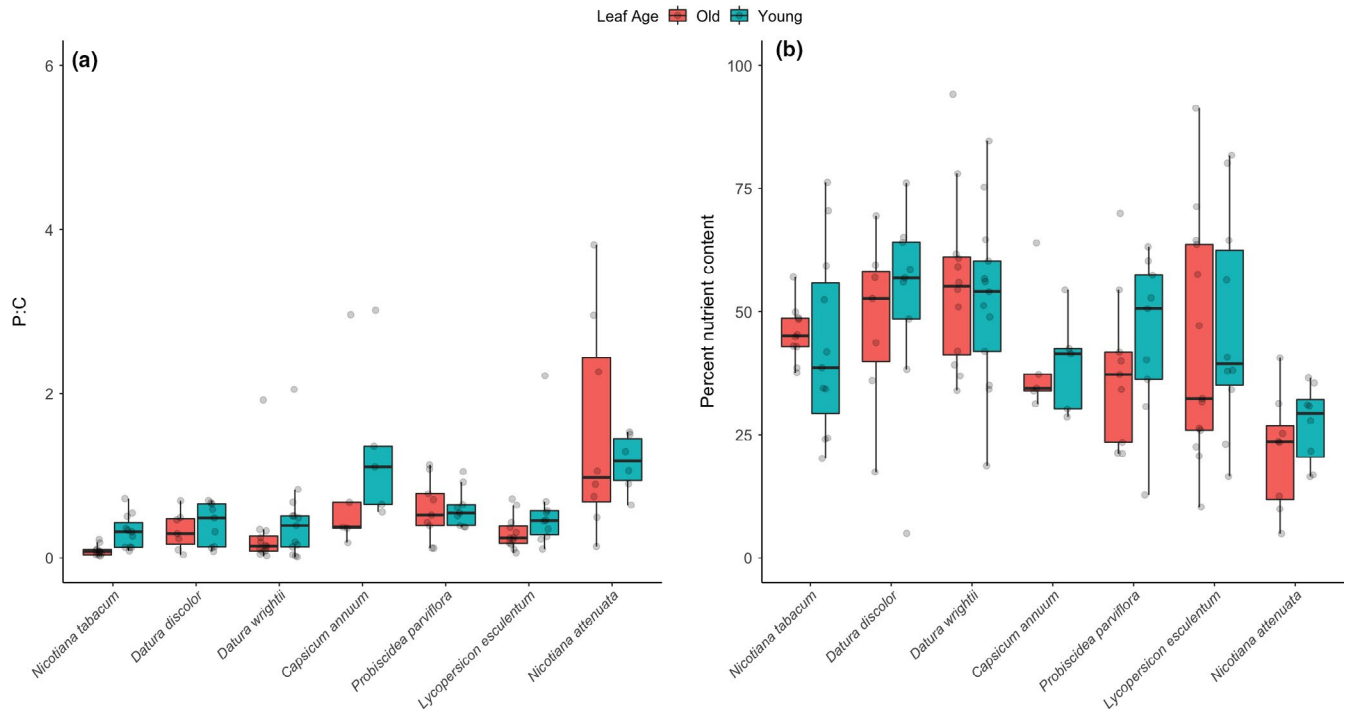 Leaf Age Old Young
(a)
6
4
2
0
P:C
Nicotiana tabacum
Datura discolor
Datura wrightii
Capsicum annuum
Probiscidea parviflora
Lycopersicon esculentum
Nicotiana attenuata
(b)
100
75
50
25
0
Percent nutrient content
Nicotiana tabacum
Datura discolor
Datura wrightii
Capsicum annuum
Probiscidea parviflora
Lycopersicon esculentum
Nicotiana attenuata